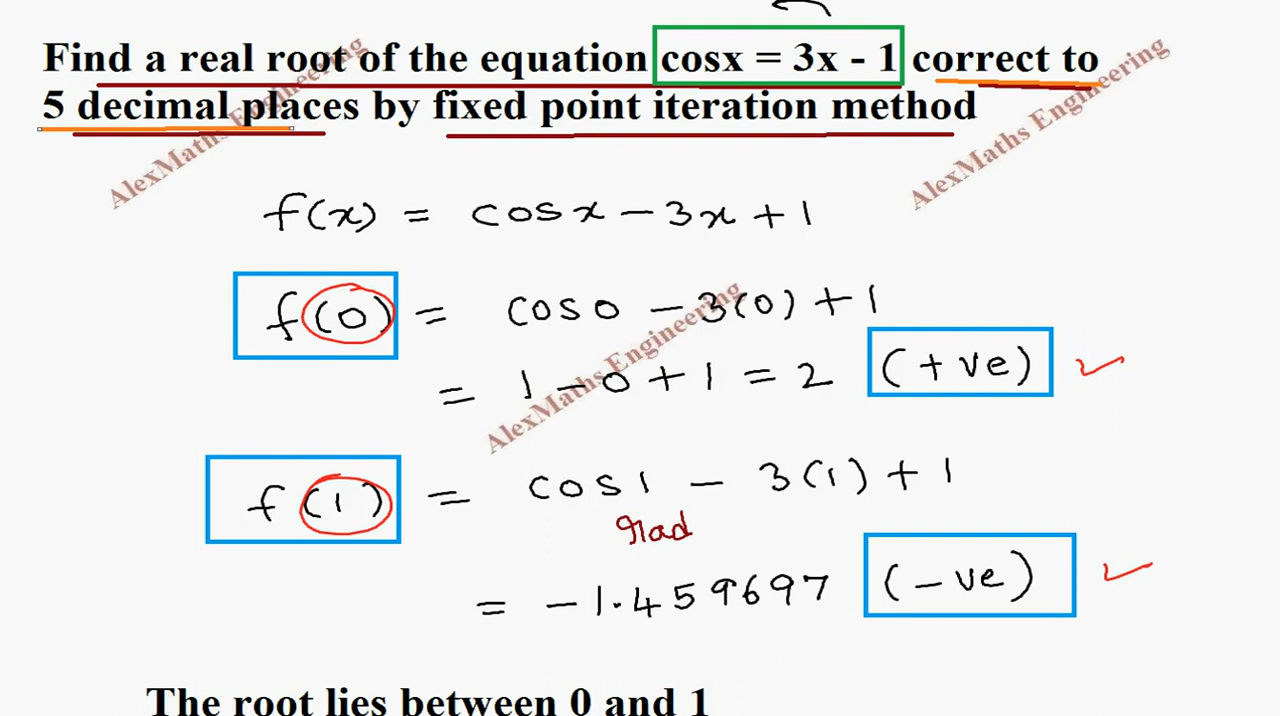 Find a real root of the equation cosx = 3x - 1 correct to
5 decimal places by fixed point iteration method
AlexMaths Engineering
AlexMaths Engineering
f(x) = cosx - 3x + 1
f(0) = cos0 - 3(0) + 1
= 1 - 0 + 1 = 2 (+ve)
AlexMaths Engineering
f(1) = cos1 - 3(1) + 1
rad
= -1.459697 (-ve)
The root lies between 0 and 1